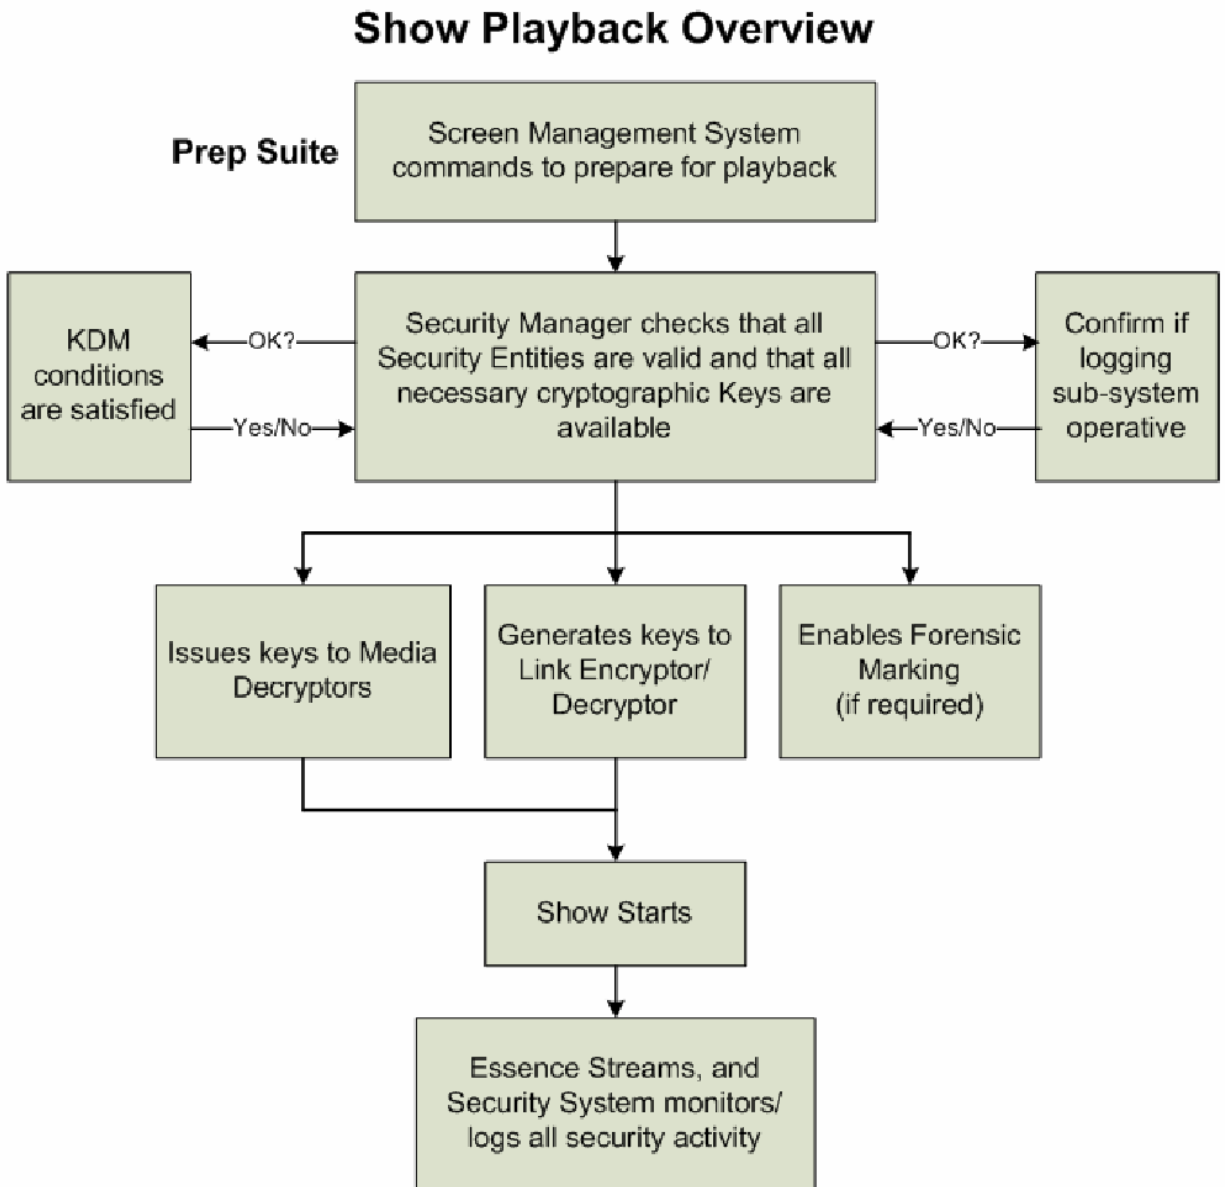 Show Playback Overview
Prep Suite
Screen Management System
commands to prepare for playback
KDM
conditions
are satisfied
OK?
Yes/No
Security Manager checks that all
Security Entities are valid and that all
necessary cryptographic Keys are
available
OK?
Yes/No
Confirm if
logging
sub-system
operative
Issues keys to Media
Decryptors
Generates keys to
Link Encryptor/
Decryptor
Enables Forensic
Marking
(if required)
Show Starts
Essence Streams, and
Security System monitors/
logs all security activity